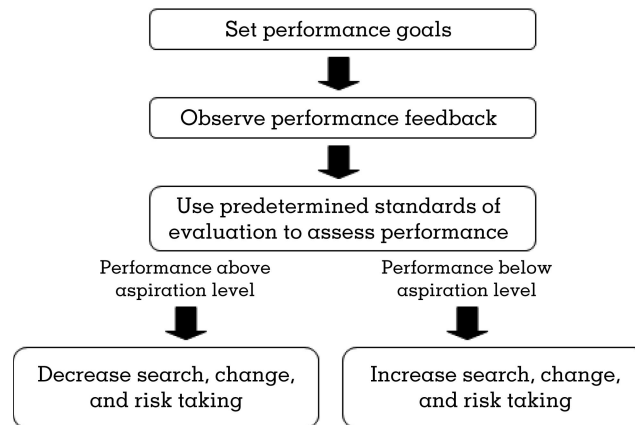 Set performance goals
Observe performance feedback
Use predetermined standards of
evaluation to assess performance
Performance above
aspiration level
Performance below
aspiration level
Decrease search, change,
and risk taking
Increase search, change,
and risk taking